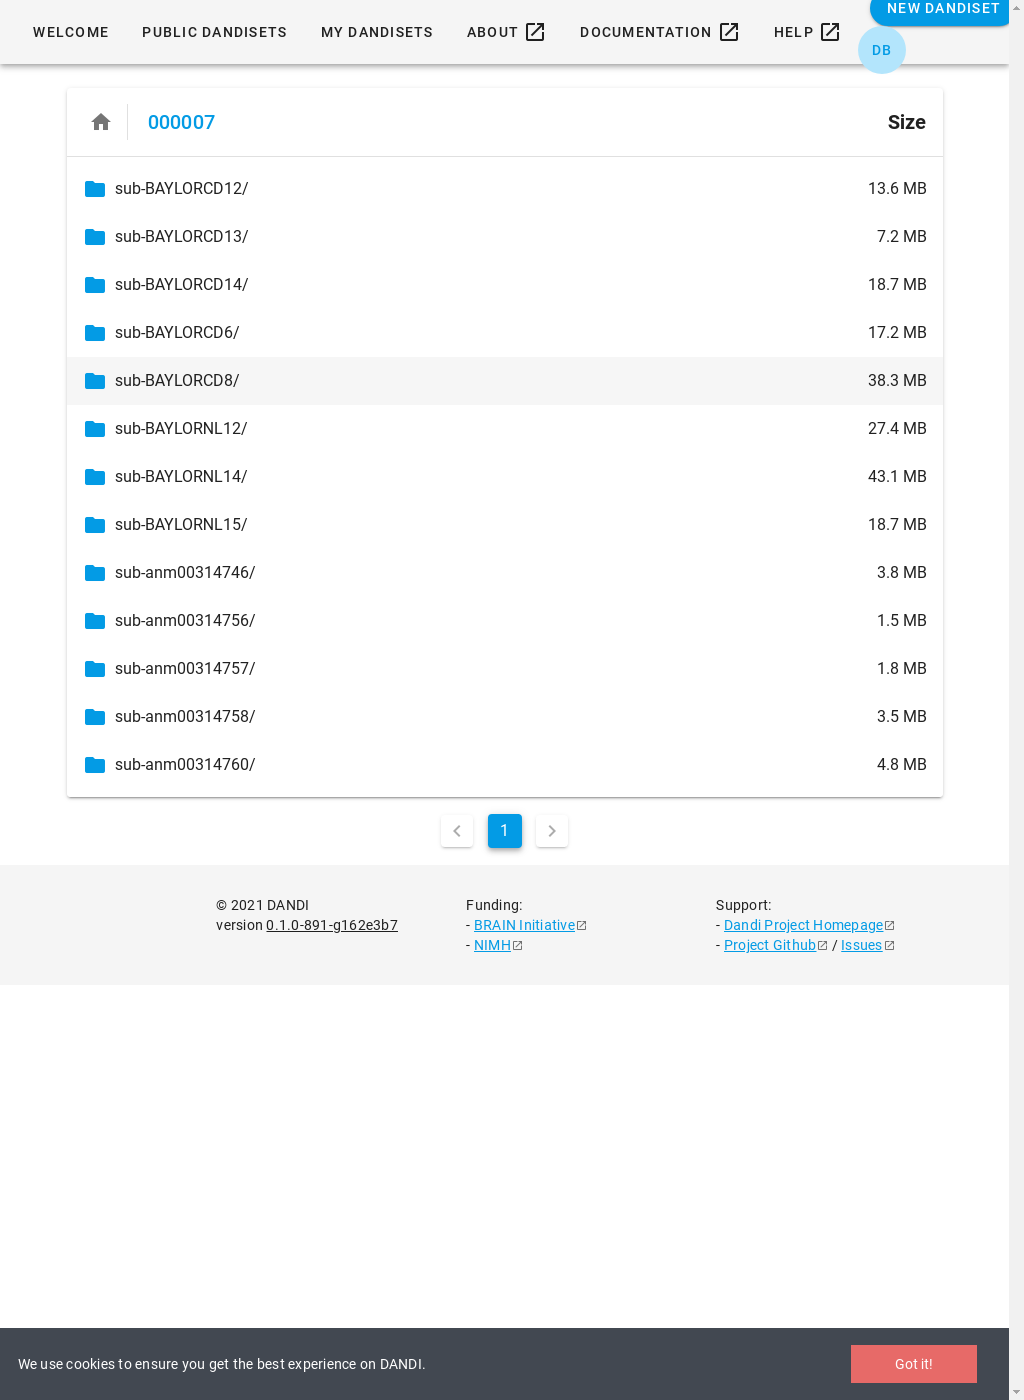 WELCOME PUBLIC DANDISETS MY DANDISETS ABOUT DOCUMENTATION HELP NEW DANDISET
DB
000007 Size
sub-BAYLORCD12/ 13.6 MB
sub-BAYLORCD13/ 7.2 MB
sub-BAYLORCD14/ 18.7 MB
sub-BAYLORCD6/ 17.2 MB
sub-BAYLORCD8/ 38.3 MB
sub-BAYLORNL12/ 27.4 MB
sub-BAYLORNL14/ 43.1 MB
sub-BAYLORNL15/ 18.7 MB
sub-anm00314746/ 3.8 MB
sub-anm00314756/ 1.5 MB
sub-anm00314757/ 1.8 MB
sub-anm00314758/ 3.5 MB
sub-anm00314760/ 4.8 MB
1
© 2021 DANDI
version 0.1.0-891-g162e3b7
Funding:
- BRAIN Initiative
- NIMH
Support:
- Dandi Project Homepage
- Project Github / Issues
We use cookies to ensure you get the best experience on DANDI. Got it!